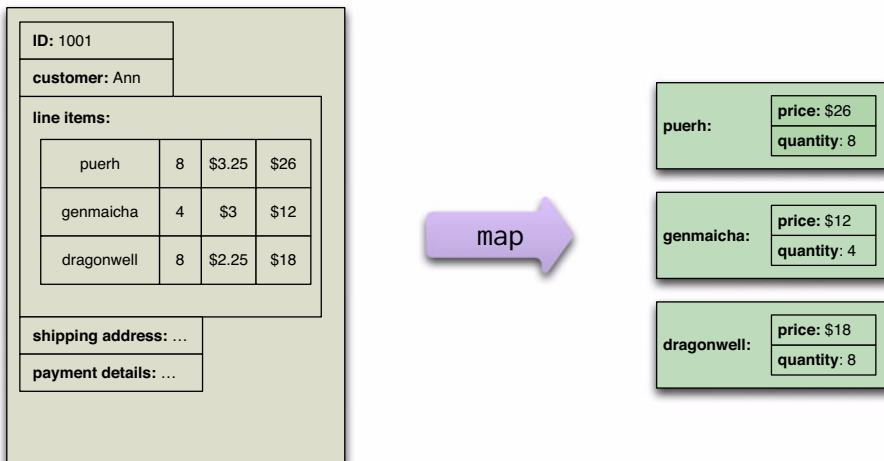 ID: 1001
customer: Ann
line items:
puerh 8 $3.25 $26
genmaicha 4 $3 $12
dragonwell 8 $2.25 $18
shipping address: …
payment details: …
map
puerh:
price: $26
quantity: 8
genmaicha:
price: $12
quantity: 4
dragonwell:
price: $18
quantity: 8